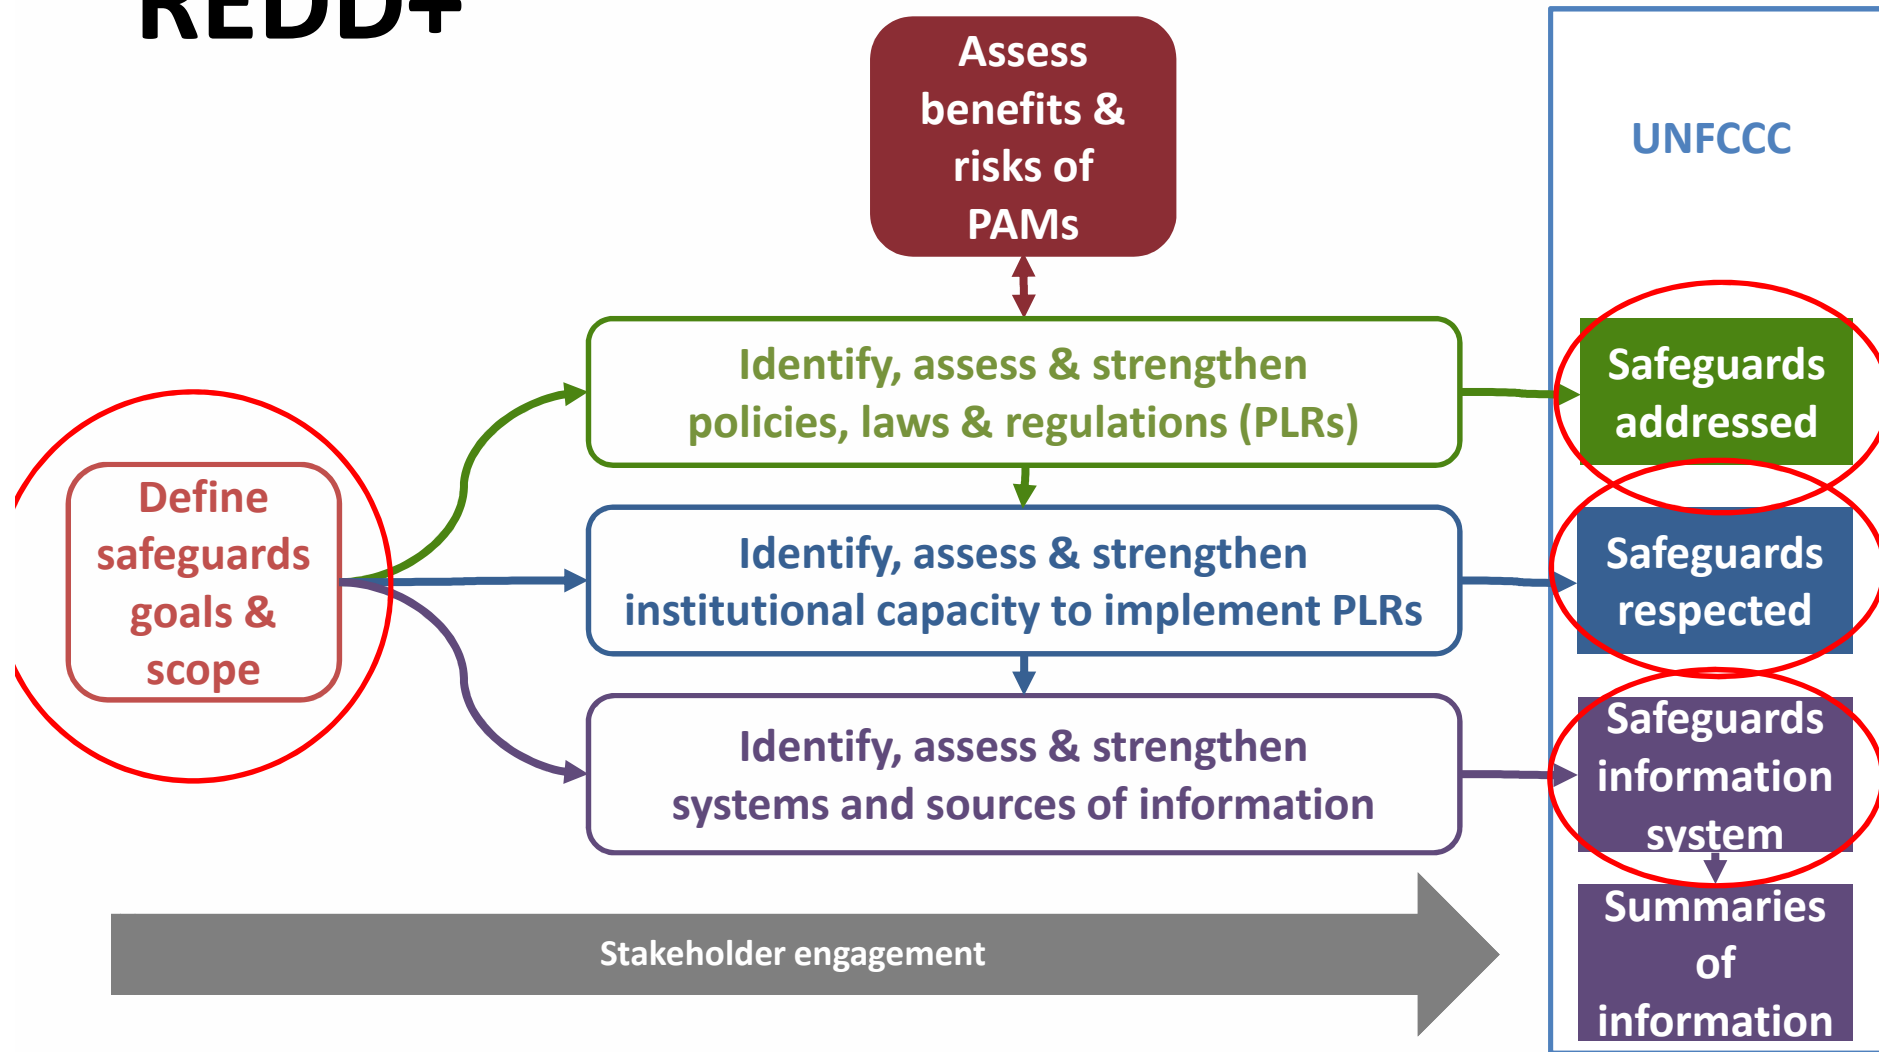 REDD+
Assess
benefits &
risks of
PAMs
UNFCCC
Identify, assess & strengthen
policies, laws & regulations (PLRs)
Safeguards
addressed
Define
safeguards
goals &
scope
Identify, assess & strengthen
institutional capacity to implement PLRs
Safeguards
respected
Identify, assess & strengthen
systems and sources of information
Safeguards
information
system
Stakeholder engagement
Summaries
of
information